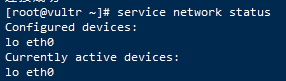 [root@vultr ~]# service network status
Configured devices:
lo eth0
Currently active devices:
lo eth0